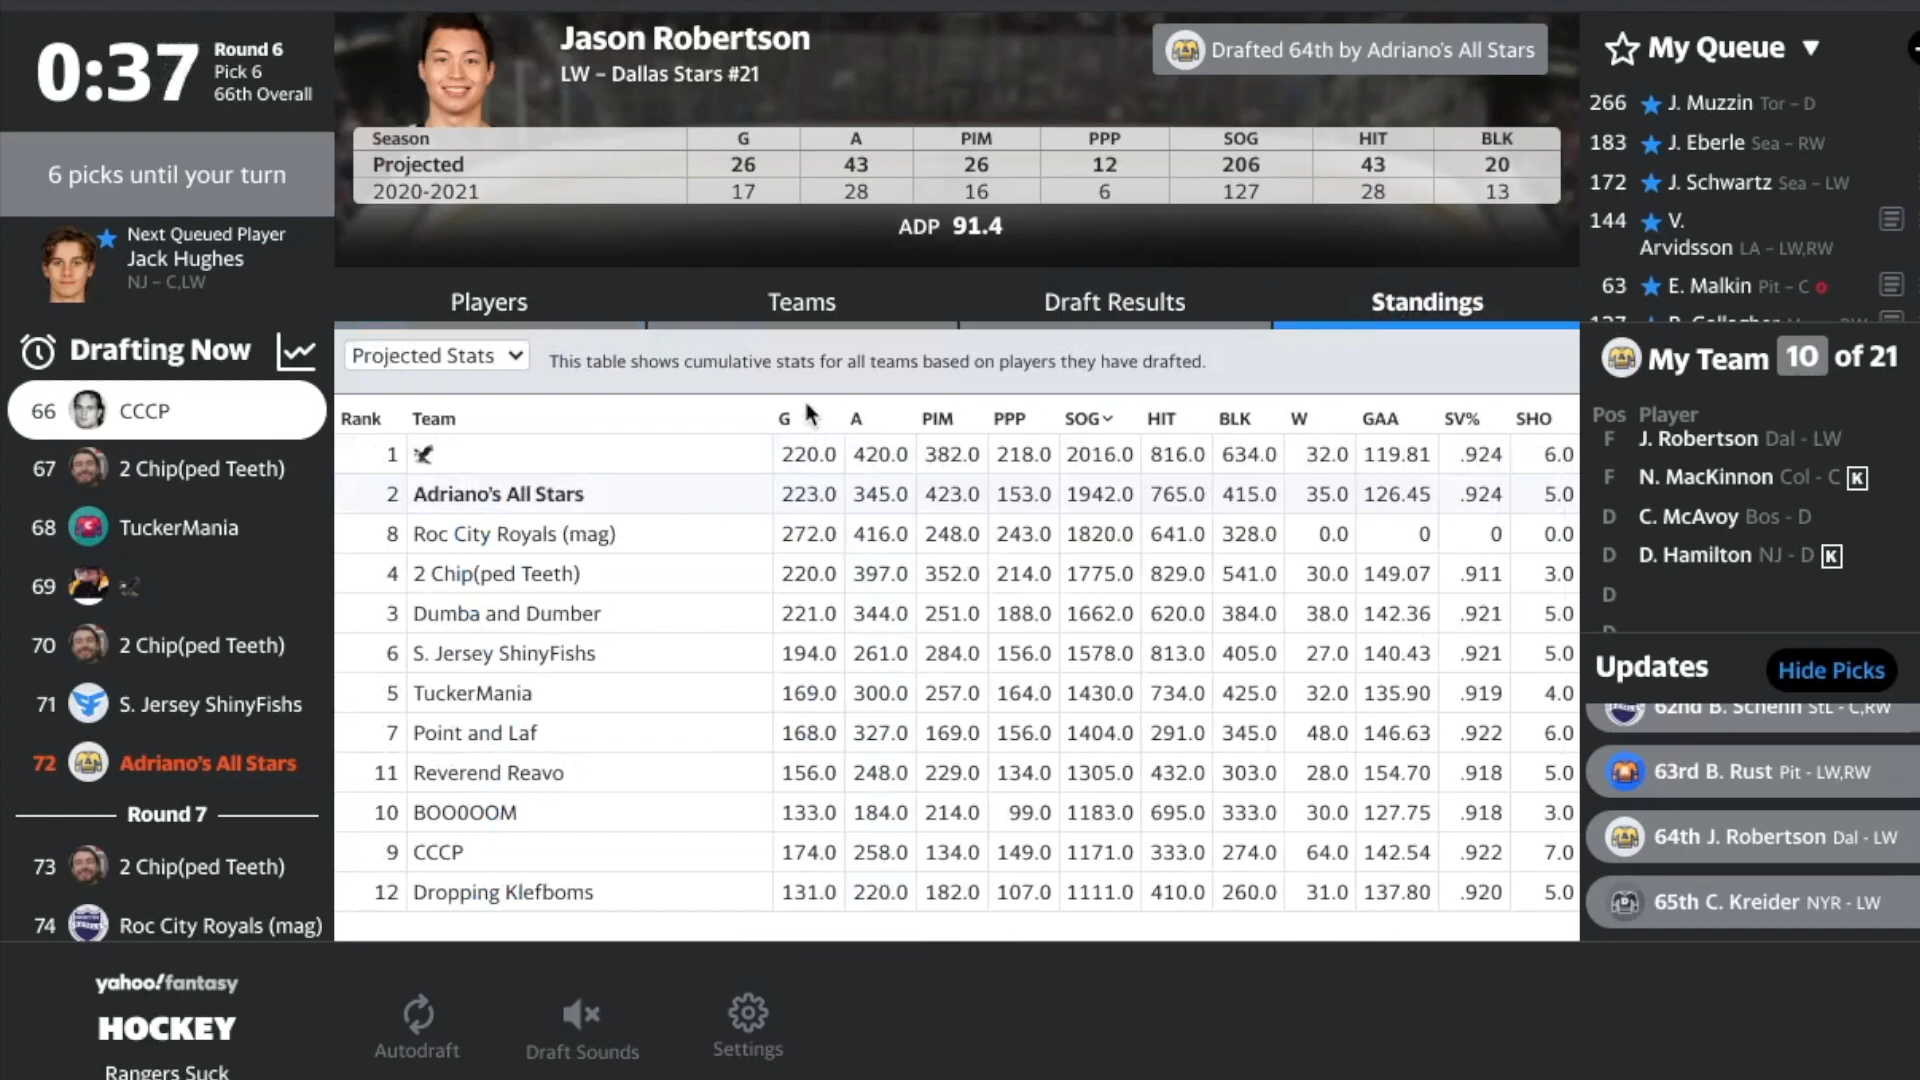 0:37
Round 6
Pick 6
66th Overall
6 picks until your turn
Next Queued Player
Jack Hughes
NJ – C,LW
Drafting Now
66 CCCP
67 2 Chip(ped Teeth)
68 TuckerMania
69
70 2 Chip(ped Teeth)
71 S. Jersey ShinyFishs
72 Adriano's All Stars
Round 7
73 2 Chip(ped Teeth)
74 Roc City Royals (mag)
yahoo!fantasy
HOCKEY
Rangers Suck
Jason Robertson
LW – Dallas Stars #21
Drafted 64th by Adriano's All Stars
Season G A PIM PPP SOG HIT BLK
Projected 26 43 26 12 206 43 20
2020-2021 17 28 16 6 127 28 13
ADP 91.4
Players Teams Draft Results Standings
Projected Stats This table shows cumulative stats for all teams based on players they have drafted.
Rank Team G A PIM PPP SOG HIT BLK W GAA SV% SHO
1 220.0 420.0 382.0 218.0 2016.0 816.0 634.0 32.0 119.81 .924 6.0
2 Adriano's All Stars 223.0 345.0 423.0 153.0 1942.0 765.0 415.0 35.0 126.45 .924 5.0
8 Roc City Royals (mag) 272.0 416.0 248.0 243.0 1820.0 641.0 328.0 0.0 0 0 0.0
4 2 Chip(ped Teeth) 220.0 397.0 352.0 214.0 1775.0 829.0 541.0 30.0 149.07 .911 3.0
3 Dumba and Dumber 221.0 344.0 251.0 188.0 1662.0 620.0 384.0 38.0 142.36 .921 5.0
6 S. Jersey ShinyFishs 194.0 261.0 284.0 156.0 1578.0 813.0 405.0 27.0 140.43 .921 5.0
5 TuckerMania 169.0 300.0 257.0 164.0 1430.0 734.0 425.0 32.0 135.90 .919 4.0
7 Point and Laf 168.0 327.0 169.0 156.0 1404.0 291.0 345.0 48.0 146.63 .922 6.0
11 Reverend Reavo 156.0 248.0 229.0 134.0 1305.0 432.0 303.0 28.0 154.70 .918 5.0
10 BOO0OOM 133.0 184.0 214.0 99.0 1183.0 695.0 333.0 30.0 127.75 .918 3.0
9 CCCP 174.0 258.0 134.0 149.0 1171.0 333.0 274.0 64.0 142.54 .922 7.0
12 Dropping Klefboms 131.0 220.0 182.0 107.0 1111.0 410.0 260.0 31.0 137.80 .920 5.0
Autodraft Draft Sounds Settings
My Queue
266 J. Muzzin Tor – D
183 J. Eberle Sea – RW
172 J. Schwartz Sea – LW
144 V.
Arvidsson LA – LW,RW
63 E. Malkin Pit – C
My Team 10 of 21
Pos Player
F J. Robertson Dal - LW
F N. MacKinnon Col - C K
D C. McAvoy Bos - D
D D. Hamilton NJ - D K
D
D
Updates Hide Picks
62nd B. Schenn StL - C,RW
63rd B. Rust Pit - LW,RW
64th J. Robertson Dal - LW
65th C. Kreider NYR - LW